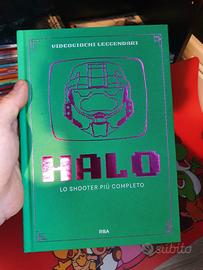 VIDEOGIOCHI LEGGENDARI
HALO
LO SHOOTER PIÙ COMPLETO
RBA
subito